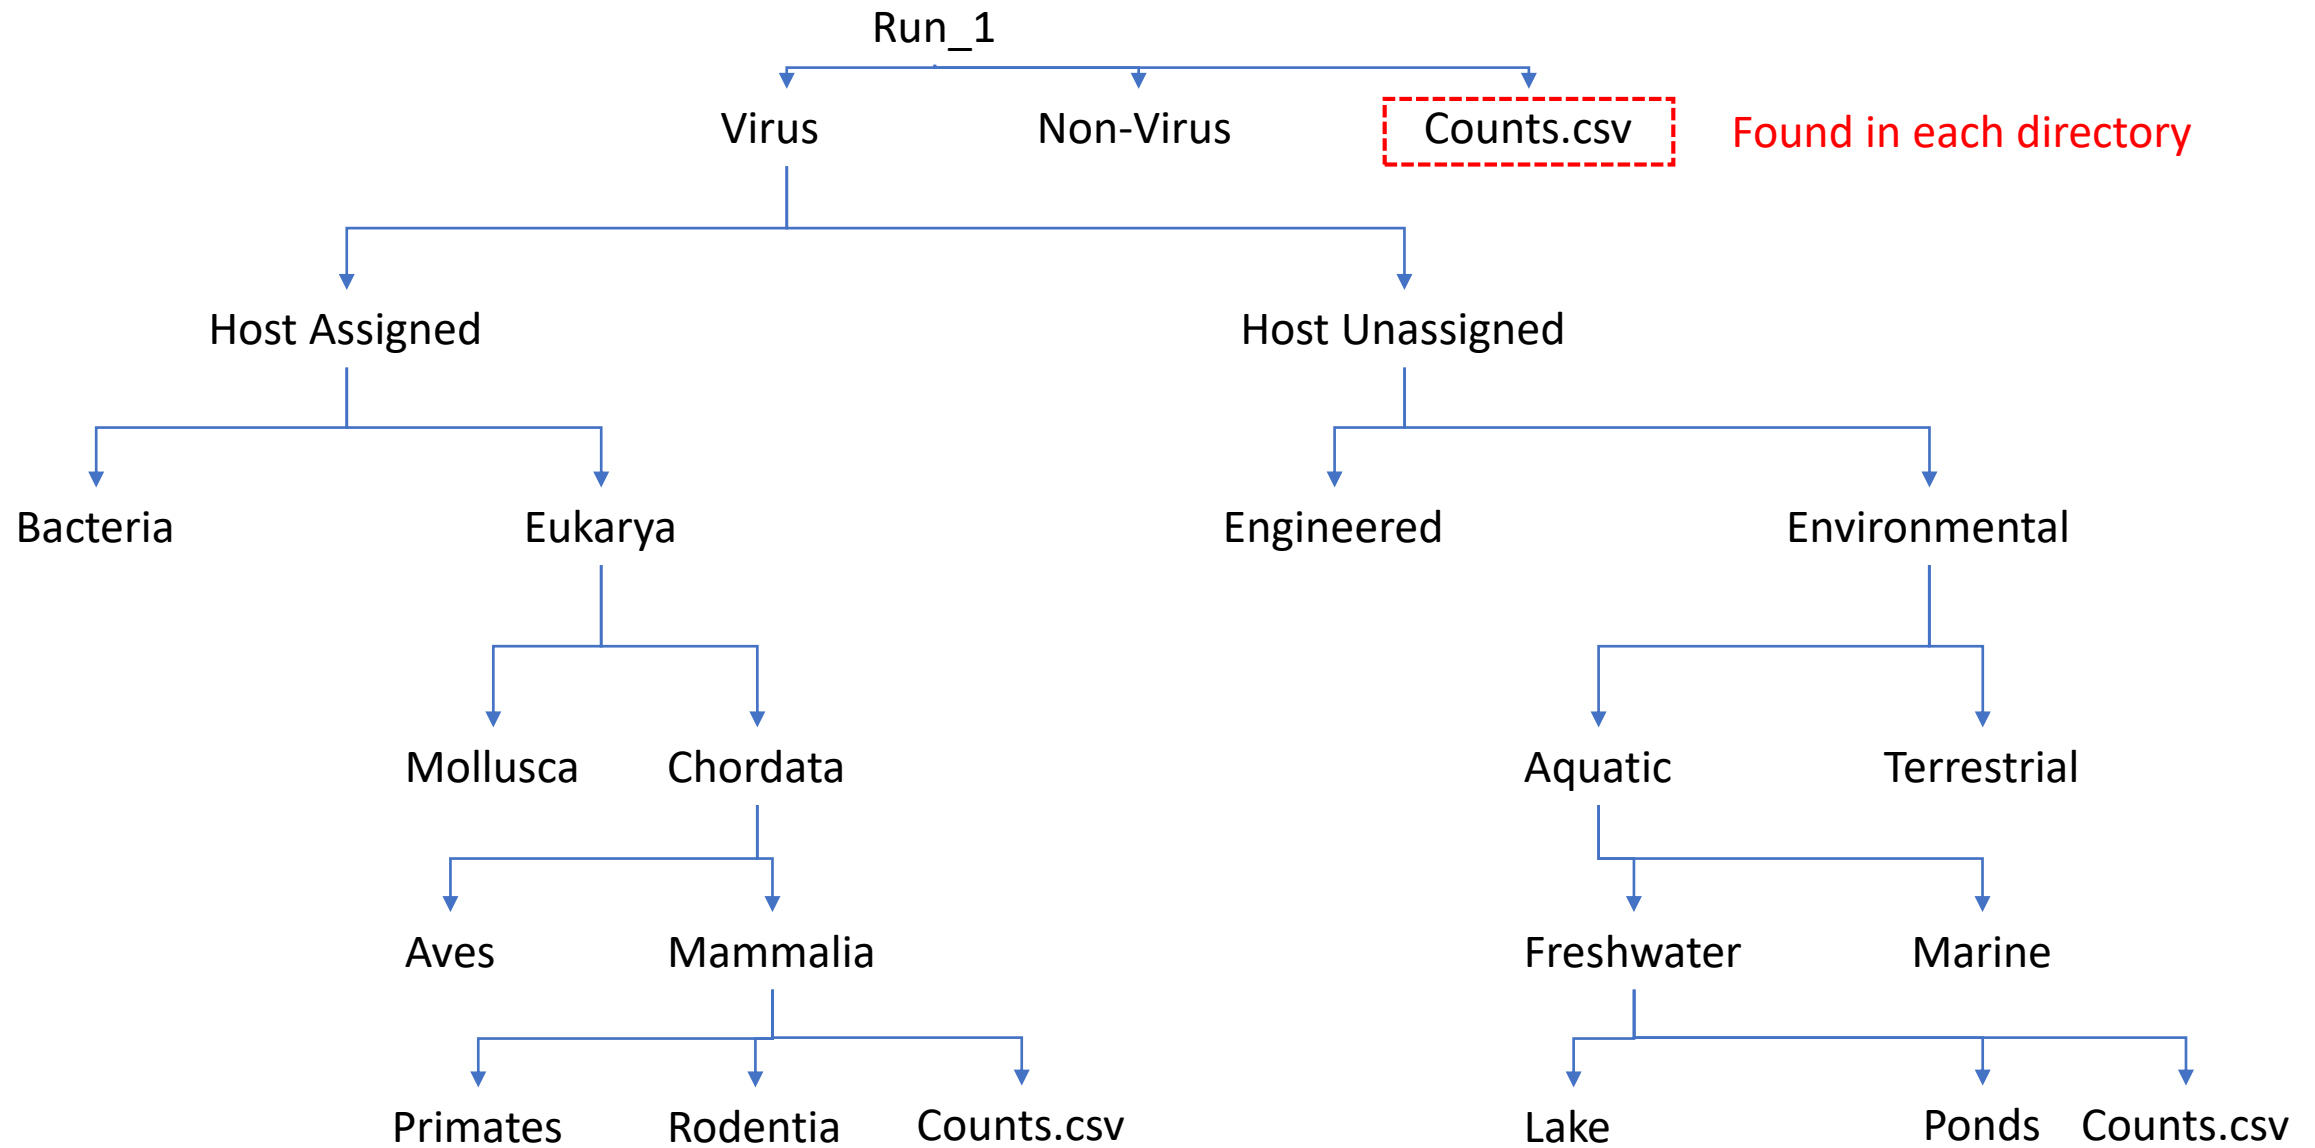 Run_1
Virus
Non-Virus
Counts.csv
Found in each directory
Host Assigned
Host Unassigned
Bacteria
Eukarya
Engineered
Environmental
Mollusca
Chordata
Aquatic
Terrestrial
Aves
Mammalia
Freshwater
Marine
Primates
Rodentia
Counts.csv
Lake
Ponds
Counts.csv